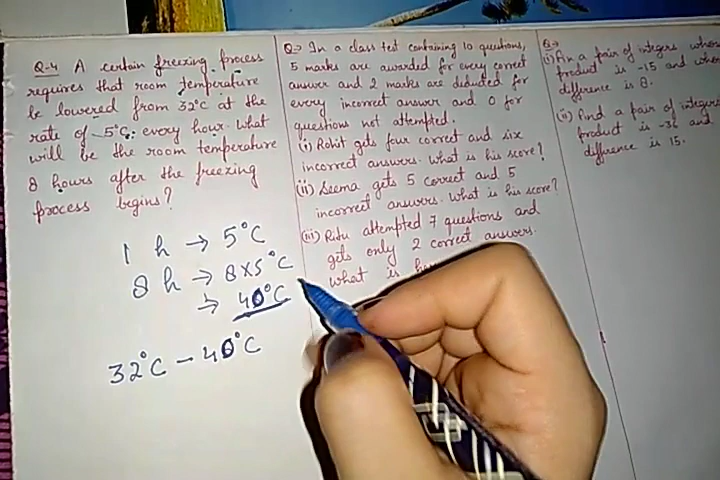 Q-4 A certain freezing process
requires that room temperature
be lowered from 32°C at the
rate of -5°C. every hour. what
will be the room temperature
8 hours after the freezing
process begins?
1 h → 5°C
8 h → 8×5°C
→ 40°C
32°C - 40°C
Q→ In a class test containing 10 questions,
5 marks are awarded for every correct
answer and 2 marks are deducted for
every incorrect answer and 0 for
questions not attempted.
(i) Rohit gets four correct and six
incorrect answers. What is his score?
(ii) Seema gets 5 correct and 5
incorrect answers. What is his score?
(iii) Ritu attempted 7 questions and
gets only 2 correct answers.
what is
Q→
(i) a pair of integers
product is -15 and
difference is 8.
(ii) Find a pair of integers
product is -36 and
difference is 15.